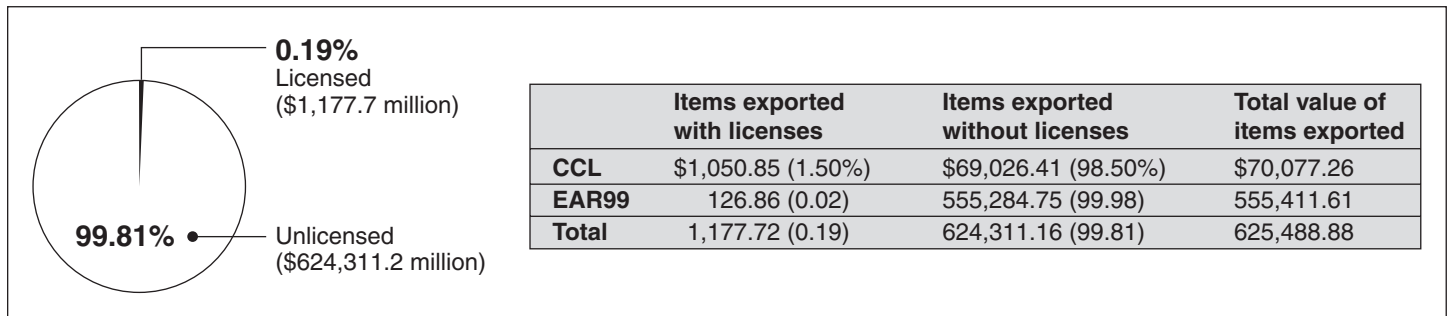 0.19%
Licensed
($1,177.7 million)
99.81%
Unlicensed
($624,311.2 million)
Items exported with licenses Items exported without licenses Total value of items exported
CCL $1,050.85 (1.50%) $69,026.41 (98.50%) $70,077.26
EAR99 126.86 (0.02) 555,284.75 (99.98) 555,411.61
Total 1,177.72 (0.19) 624,311.16 (99.81) 625,488.88